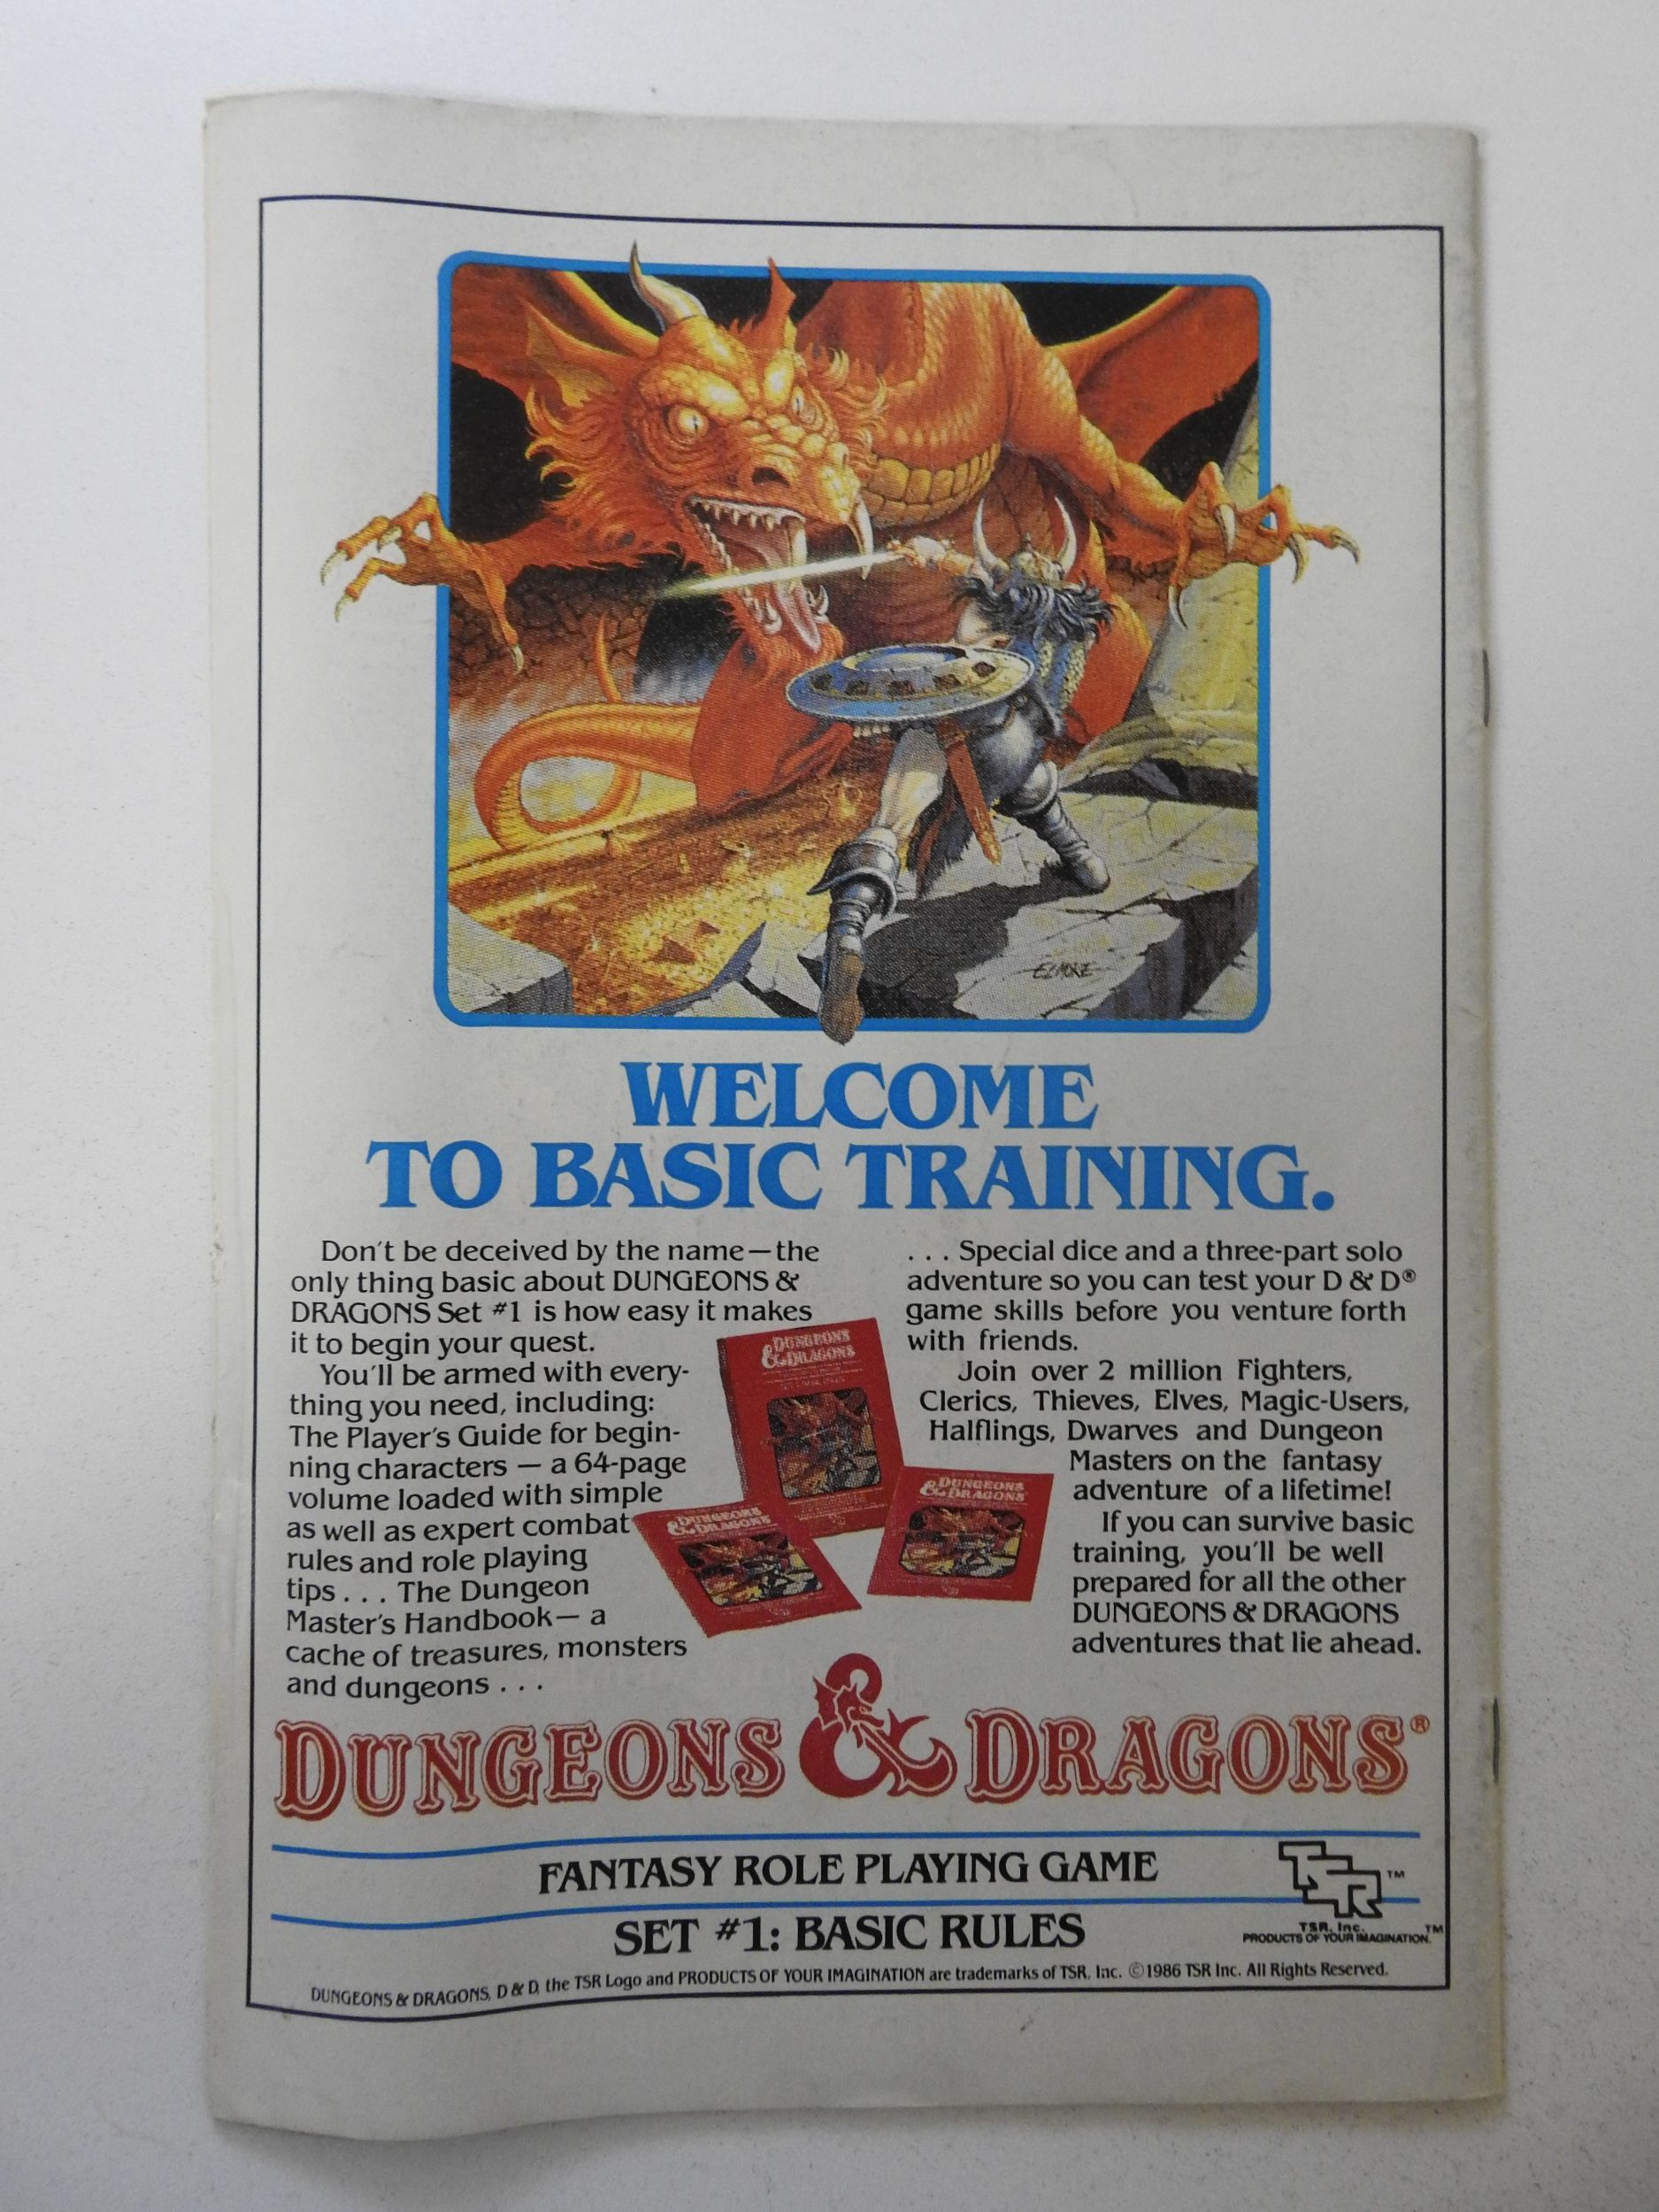 ELMORE
WELCOME
TO BASIC TRAINING.
Don't be deceived by the name—the
only thing basic about DUNGEONS &
DRAGONS Set #1 is how easy it makes
it to begin your quest.
You'll be armed with every-
thing you need, including:
The Player's Guide for begin-
ning characters — a 64-page
volume loaded with simple
as well as expert combat
rules and role playing
tips . . . The Dungeon
Master's Handbook— a
cache of treasures, monsters
and dungeons . . .
. . . Special dice and a three-part solo
adventure so you can test your D & D®
game skills before you venture forth
with friends.
Join over 2 million Fighters,
Clerics, Thieves, Elves, Magic-Users,
Halflings, Dwarves and Dungeon
Masters on the fantasy
adventure of a lifetime!
If you can survive basic
training, you'll be well
prepared for all the other
DUNGEONS & DRAGONS
adventures that lie ahead.
DUNGEONS
& DRAGONS
DUNGEONS
& DRAGONS
DUNGEONS
& DRAGONS
DUNGEONS & DRAGONS®
FANTASY ROLE PLAYING GAME
SET #1: BASIC RULES
TSR™
TSR, Inc.
PRODUCTS OF YOUR IMAGINATION.™
DUNGEONS & DRAGONS, D & D, the TSR Logo and PRODUCTS OF YOUR IMAGINATION are trademarks of TSR, Inc. ©1986 TSR Inc. All Rights Reserved.